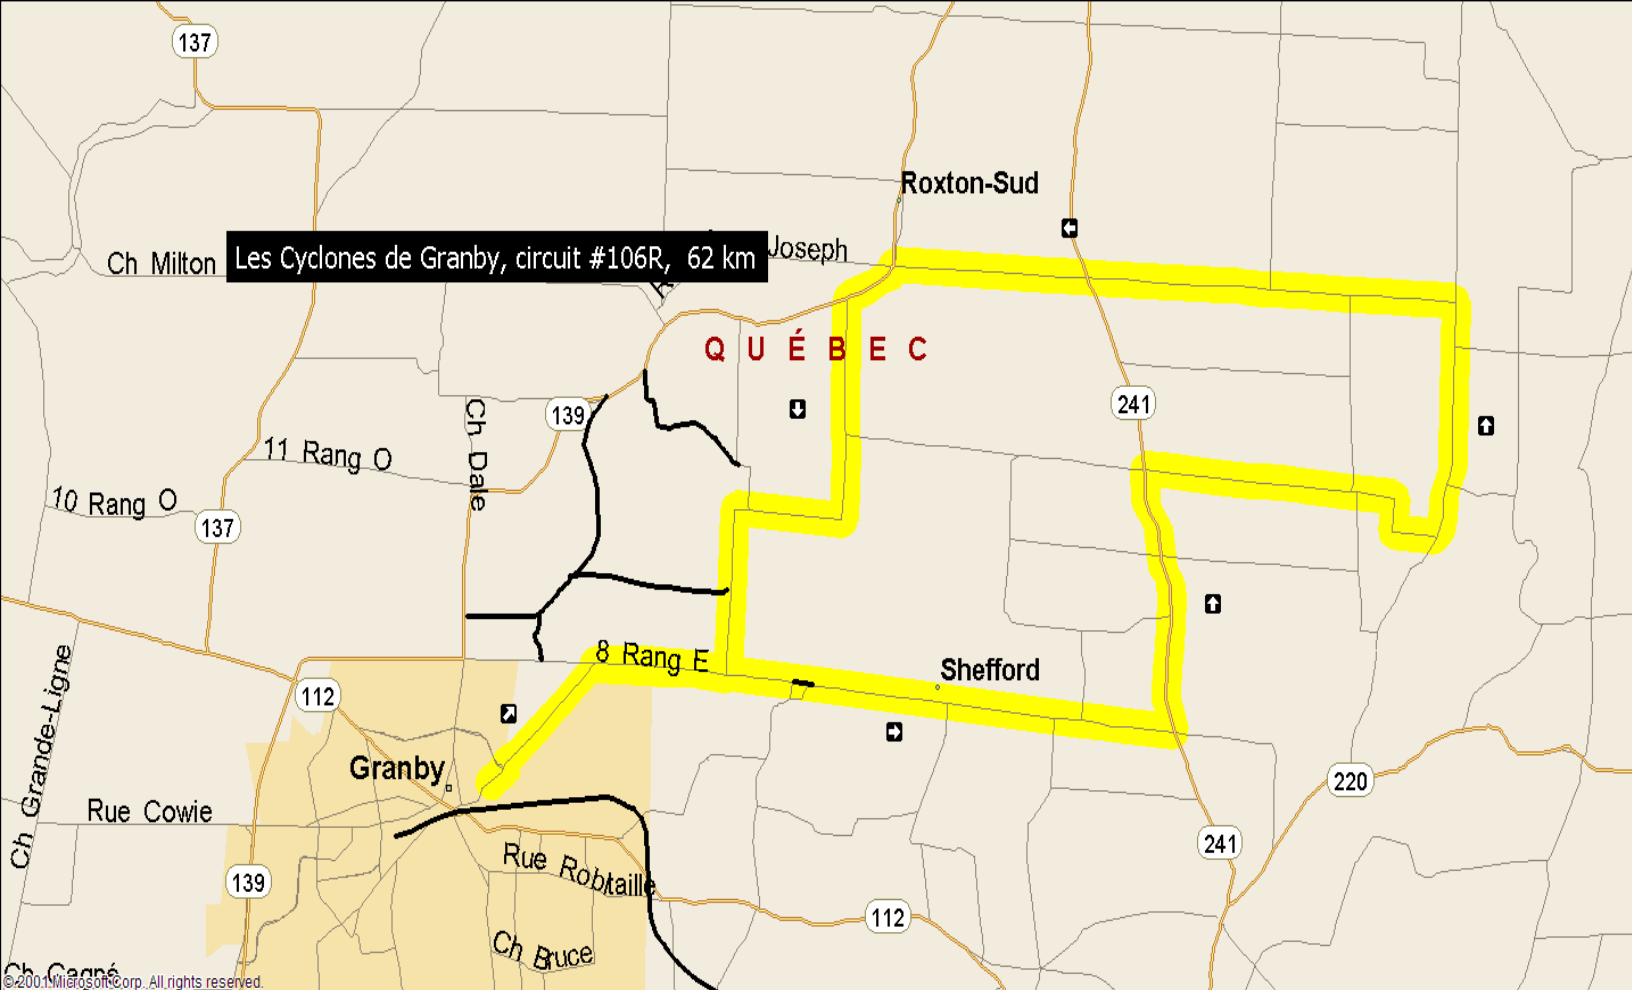 137
Roxton-Sud
Joseph
Les Cyclones de Granby, circuit #106R, 62 km
Ch Milton
QUÉBEC
241
139
Ch Dale
11 Rang O
10 Rang O
137
8 Rang E
Shefford
112
Ch Grande-Ligne
Granby
220
Rue Cowie
241
Rue Robitaille
139
112
Ch Bruce
Ch Gagné
© 2001 Microsoft Corp. All rights reserved.